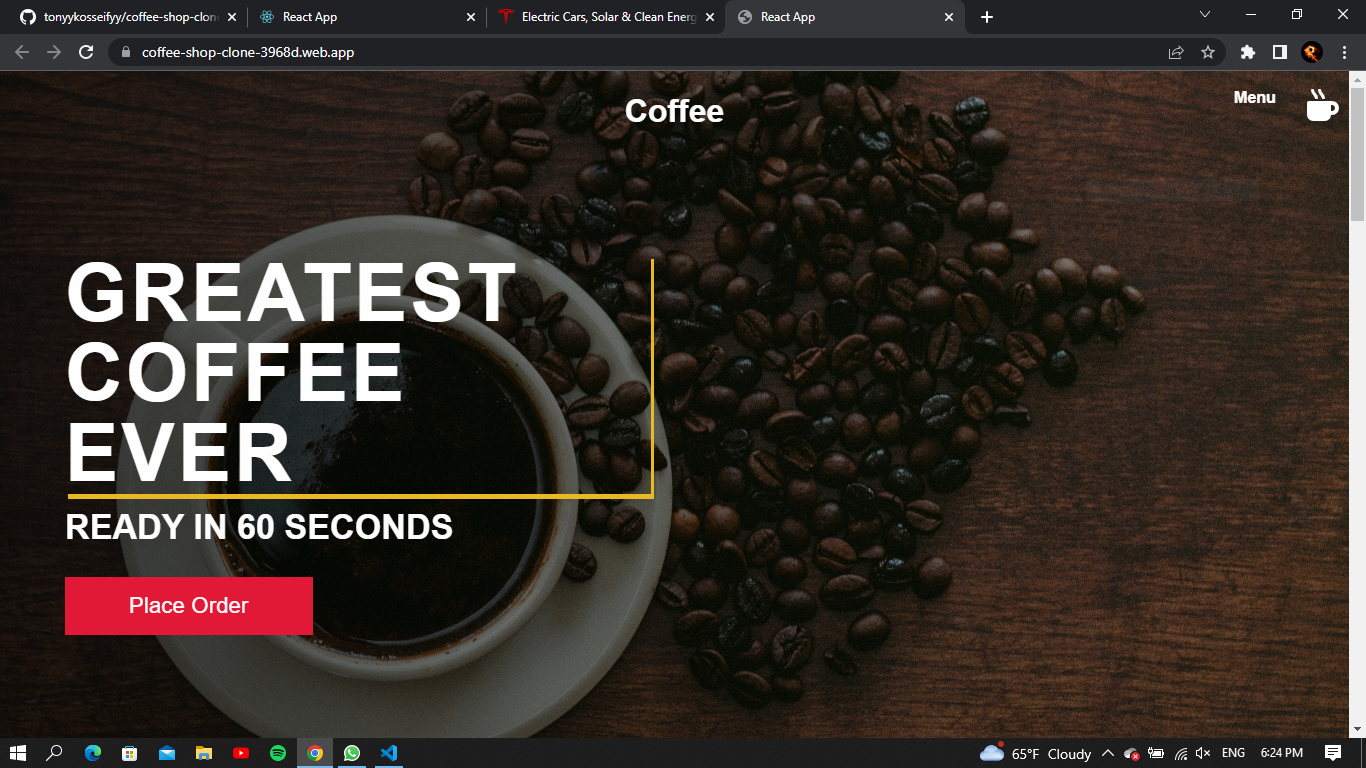 tonyykosseifyy/coffee-shop-clon
React App
Electric Cars, Solar & Clean Energ
React App
coffee-shop-clone-3968d.web.app
Coffee
Menu
GREATEST
COFFEE
EVER
READY IN 60 SECONDS
Place Order
65°F Cloudy
ENG
6:24 PM